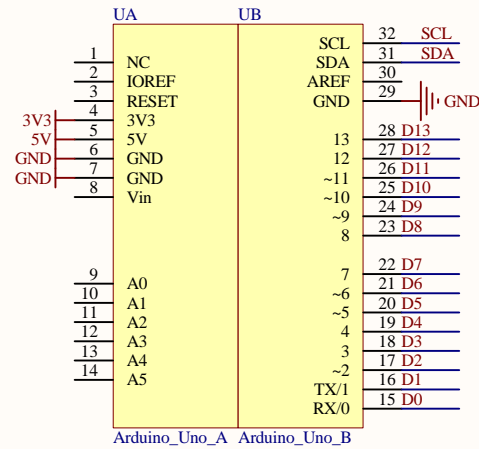 UA UB
32 SCL
SCL
31 SDA
1 NC SDA
2 IOREF AREF 30
3 RESET GND 29 GND
3V3 4 3V3
5V 5 5V 13 28 D13
GND 6 GND 12 27 D12
GND 7 GND ~11 26 D11
8 Vin ~10 25 D10
~9 24 D9
8 23 D8
7 22 D7
9 A0 ~6 21 D6
10 A1 ~5 20 D5
11 A2 4 19 D4
12 A3 3 18 D3
13 A4 ~2 17 D2
14 A5 TX/1 16 D1
RX/0 15 D0
Arduino_Uno_A Arduino_Uno_B